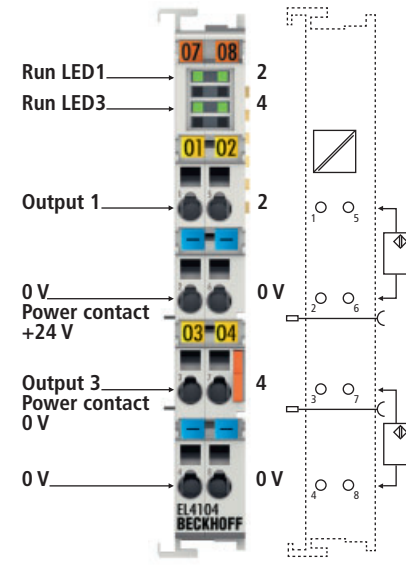 07 08
Run LED1 2
Run LED3 4
01 02
Output 1 2
1 5
0 V 0 V
2 6
Power contact
+24 V
03 04
Output 3 4
3 7
Power contact
0 V
0 V 0 V
4 8
EL4104
BECKHOFF